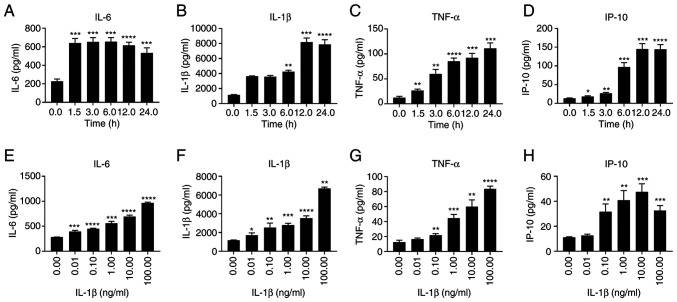 A
IL-6
IL-6 (pg/ml)
800
600
400
200
0
*** *** *** **** ***
0.0 1.5 3.0 6.0 12.0 24.0
Time (h)
B
IL-1β
IL-1β (pg/ml)
10000
8000
6000
4000
2000
0
** *** ****
0.0 1.5 3.0 6.0 12.0 24.0
Time (h)
C
TNF-α
TNF-α (pg/ml)
200
150
100
50
0
** ** **** *** ***
0.0 1.5 3.0 6.0 12.0 24.0
Time (h)
D
IP-10
IP-10 (pg/ml)
200
150
100
50
0
* ** *** *** ****
0.0 1.5 3.0 6.0 12.0 24.0
Time (h)
E
IL-6
IL-6 (pg/ml)
1500
1000
500
0
*** **** *** **** ****
0.00 0.01 0.10 1.00 10.00 100.00
IL-1β (ng/ml)
F
IL-1β
IL-1β (pg/ml)
8000
6000
4000
2000
0
* ** *** **** **
0.00 0.01 0.10 1.00 10.00 100.00
IL-1β (ng/ml)
G
TNF-α
TNF-α (pg/ml)
100
80
60
40
20
0
** *** ** ****
0.00 0.01 0.10 1.00 10.00 100.00
IL-1β (ng/ml)
H
IP-10
IP-10 (pg/ml)
80
60
40
20
0
** ** *** ***
0.00 0.01 0.10 1.00 10.00 100.00
IL-1β (ng/ml)